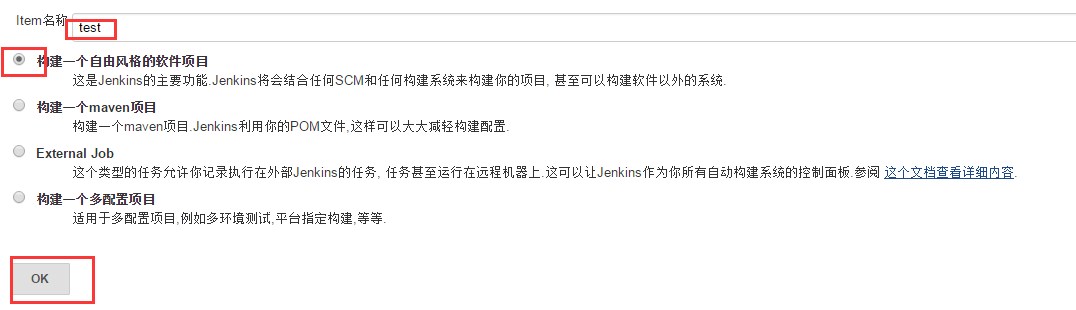 Item名称 test
构建一个自由风格的软件项目
这是Jenkins的主要功能.Jenkins将会结合任何SCM和任何构建系统来构建你的项目, 甚至可以构建软件以外的系统.
构建一个maven项目
构建一个maven项目.Jenkins利用你的POM文件,这样可以大大减轻构建配置.
External Job
这个类型的任务允许你记录执行在外部Jenkins的任务, 任务甚至运行在远程机器上.这可以让Jenkins作为你所有自动构建系统的控制面板.参阅 这个文档查看详细内容.
构建一个多配置项目
适用于多配置项目,例如多环境测试,平台指定构建,等等.
OK